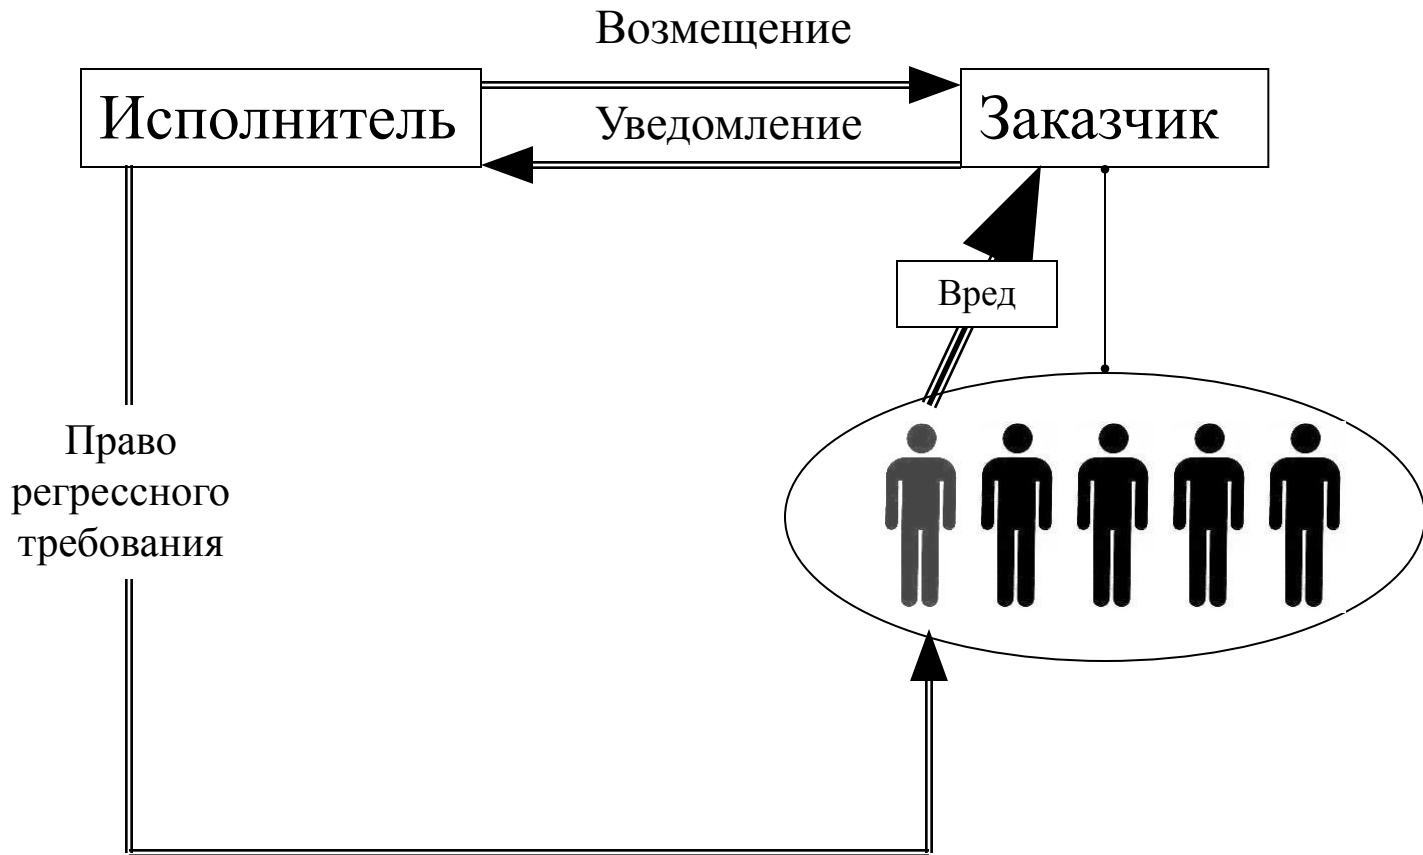 Возмещение
Исполнитель
Уведомление
Заказчик
Вред
Право
регрессного
требования